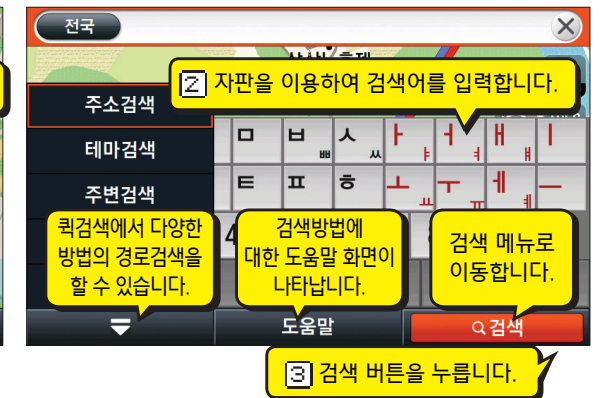 전국
2 자판을 이용하여 검색어를 입력합니다.
주소검색
테마검색
주변검색
ㅁ ㅂ ㅃ ㅅ ㅆ ㅏ ㅑ ㅓ ㅕ ㅐ ㅒ ㅣ
ㅌ ㅍ ㅎ ㅗ ㅛ ㅜ ㅠ ㅔ ㅖ ㅡ
퀵검색에서 다양한
방법의 경로검색을
할 수 있습니다.
검색방법에
대한 도움말 화면이
나타납니다.
검색 메뉴로
이동합니다.
도움말
검색
3 검색 버튼을 누릅니다.